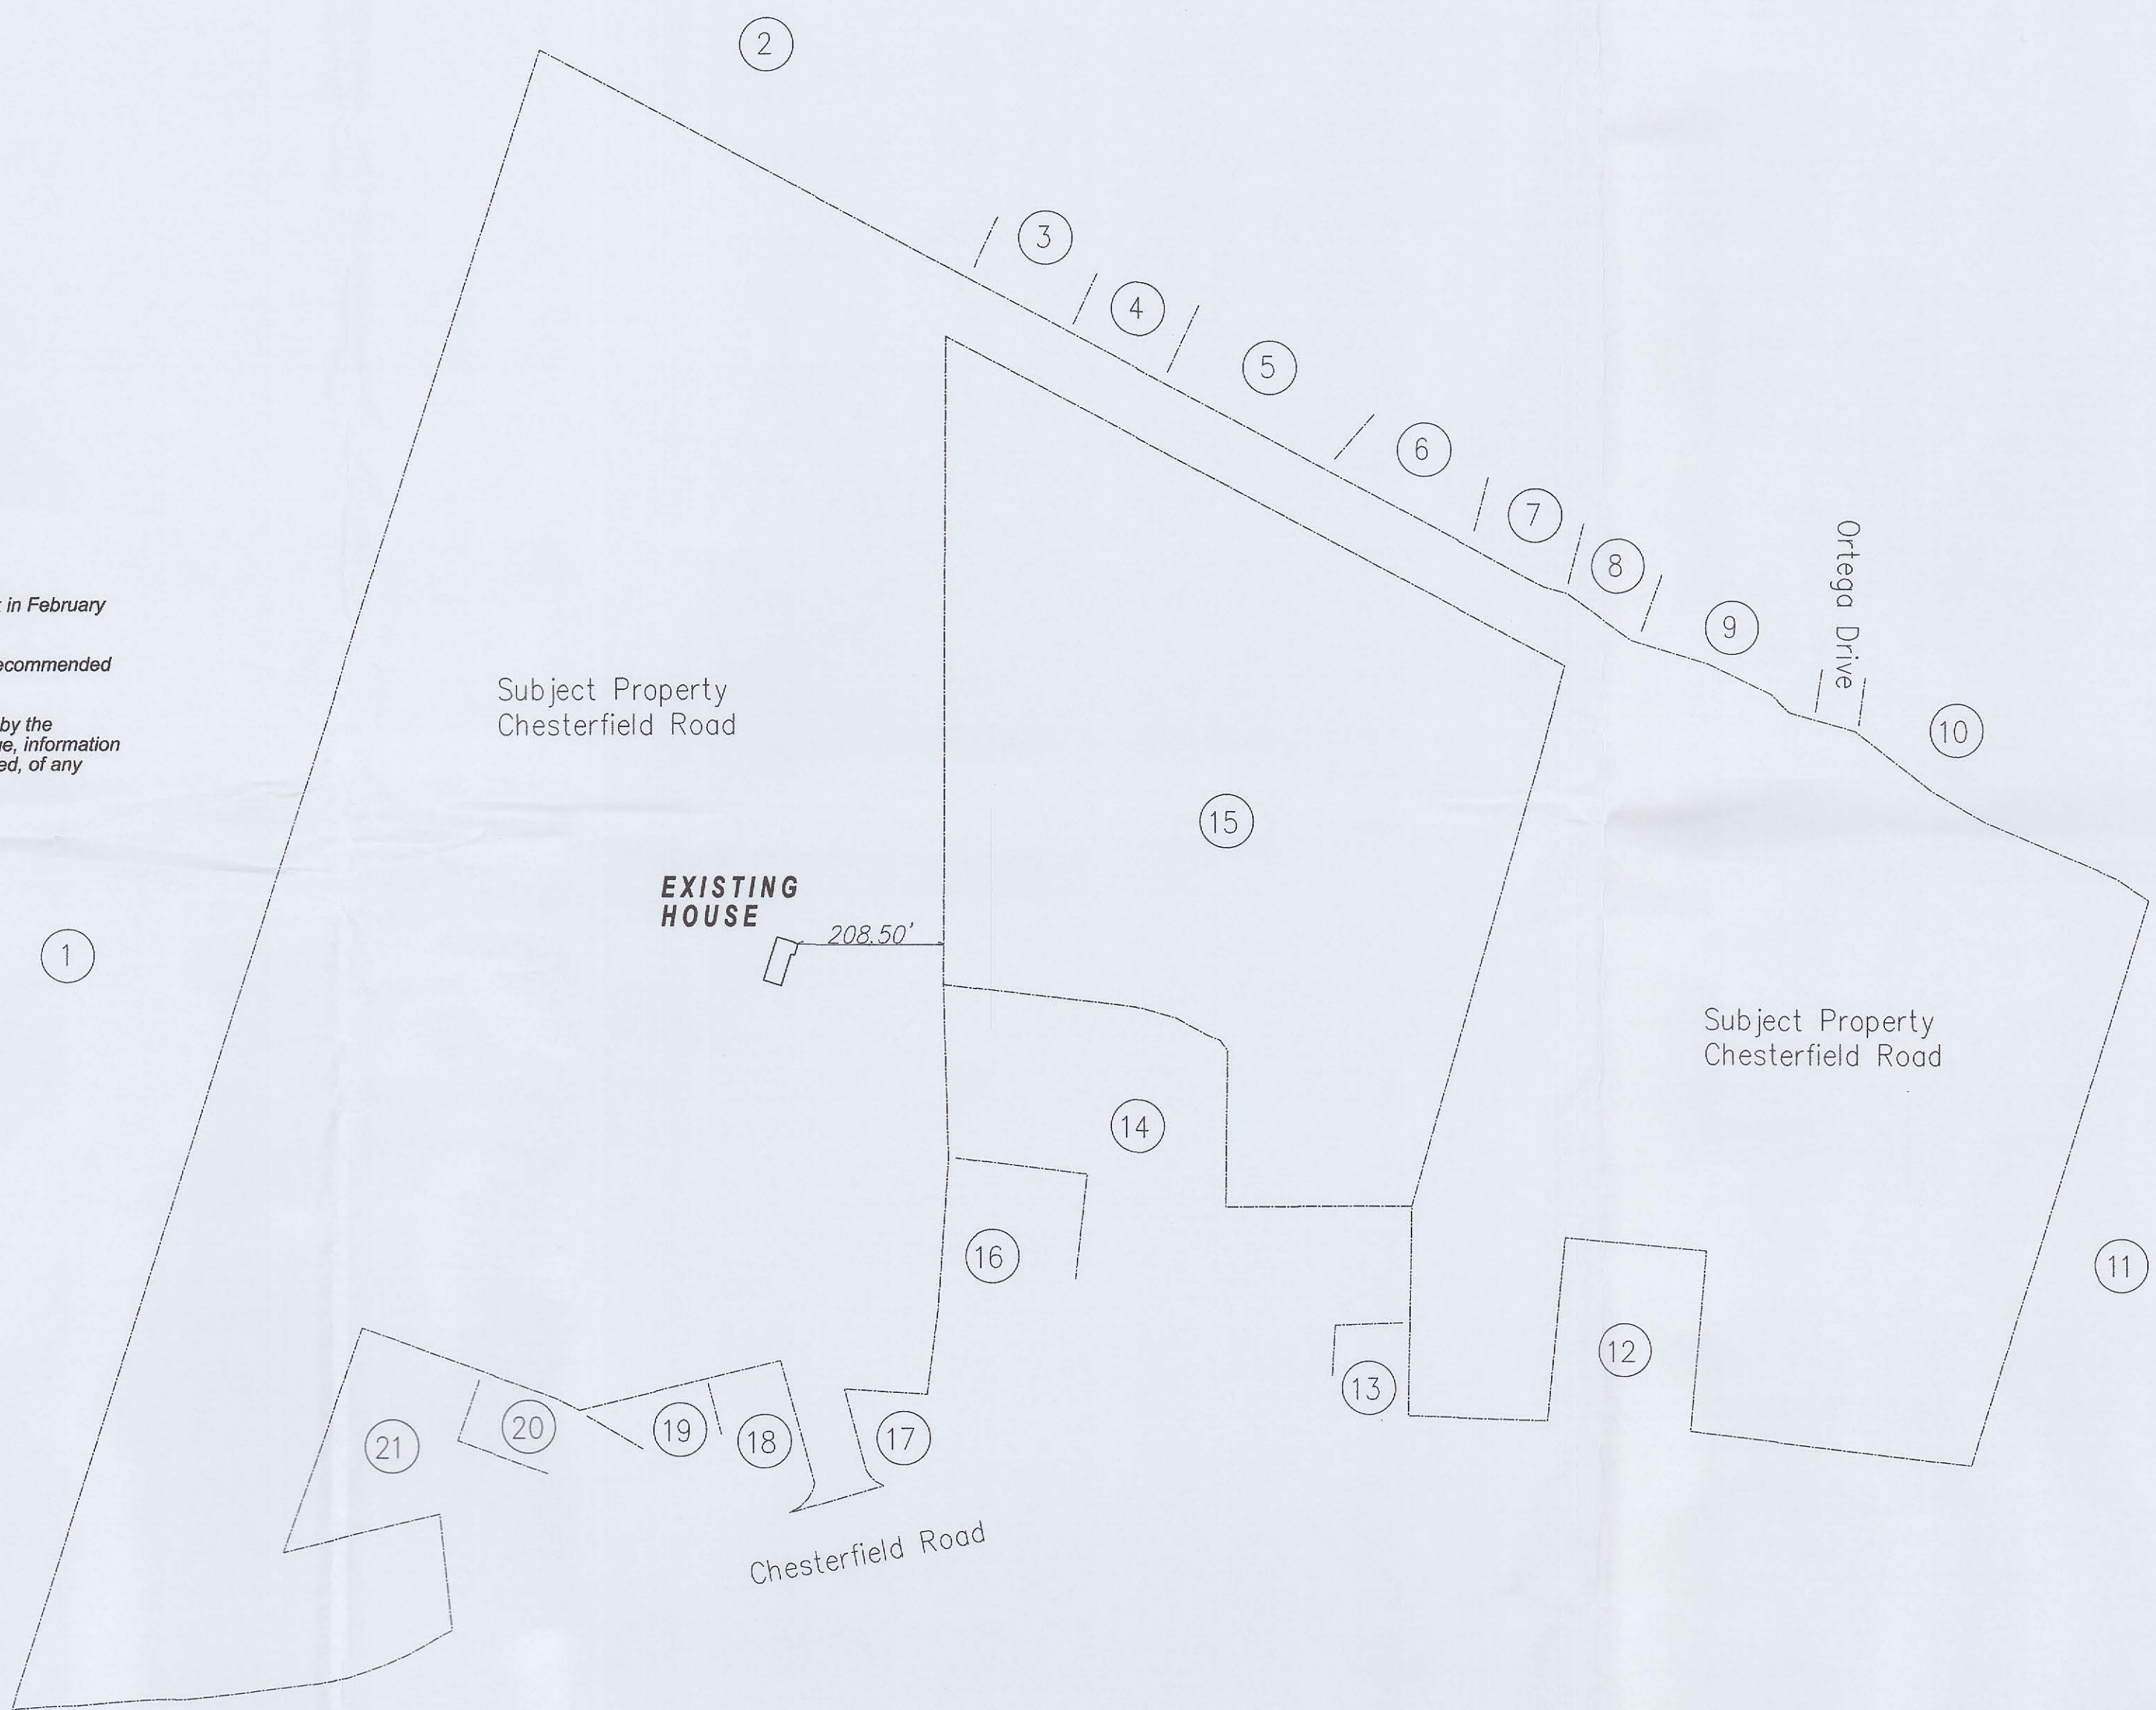 2
3
4
5
6
7
8
9
Ortega Drive
10
in February
ecommended
by the
information
ed, of any
Subject Property
Chesterfield Road
15
EXISTING
HOUSE
208.50'
1
Subject Property
Chesterfield Road
14
16
11
12
13
17
18
19
20
21
Chesterfield Road